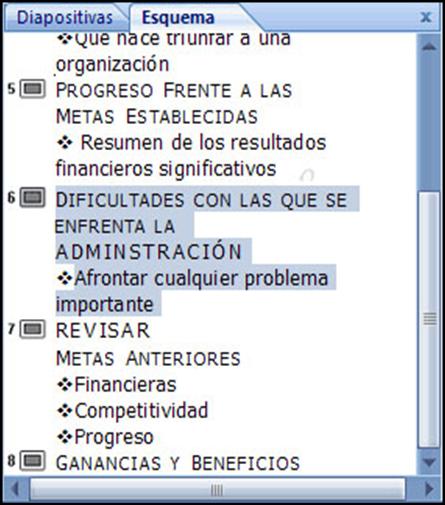 Diapositivas Esquema x
❖Que hace triunfar a una
organización
5 PROGRESO FRENTE A LAS
METAS ESTABLECIDAS
❖ Resumen de los resultados
financieros significativos
6 DIFICULTADES CON LAS QUE SE
ENFRENTA LA
ADMINSTRACIÓN
❖Afrontar cualquier problema
importante
7 REVISAR
METAS ANTERIORES
❖Financieras
❖Competitividad
❖Progreso
8 GANANCIAS Y BENEFICIOS